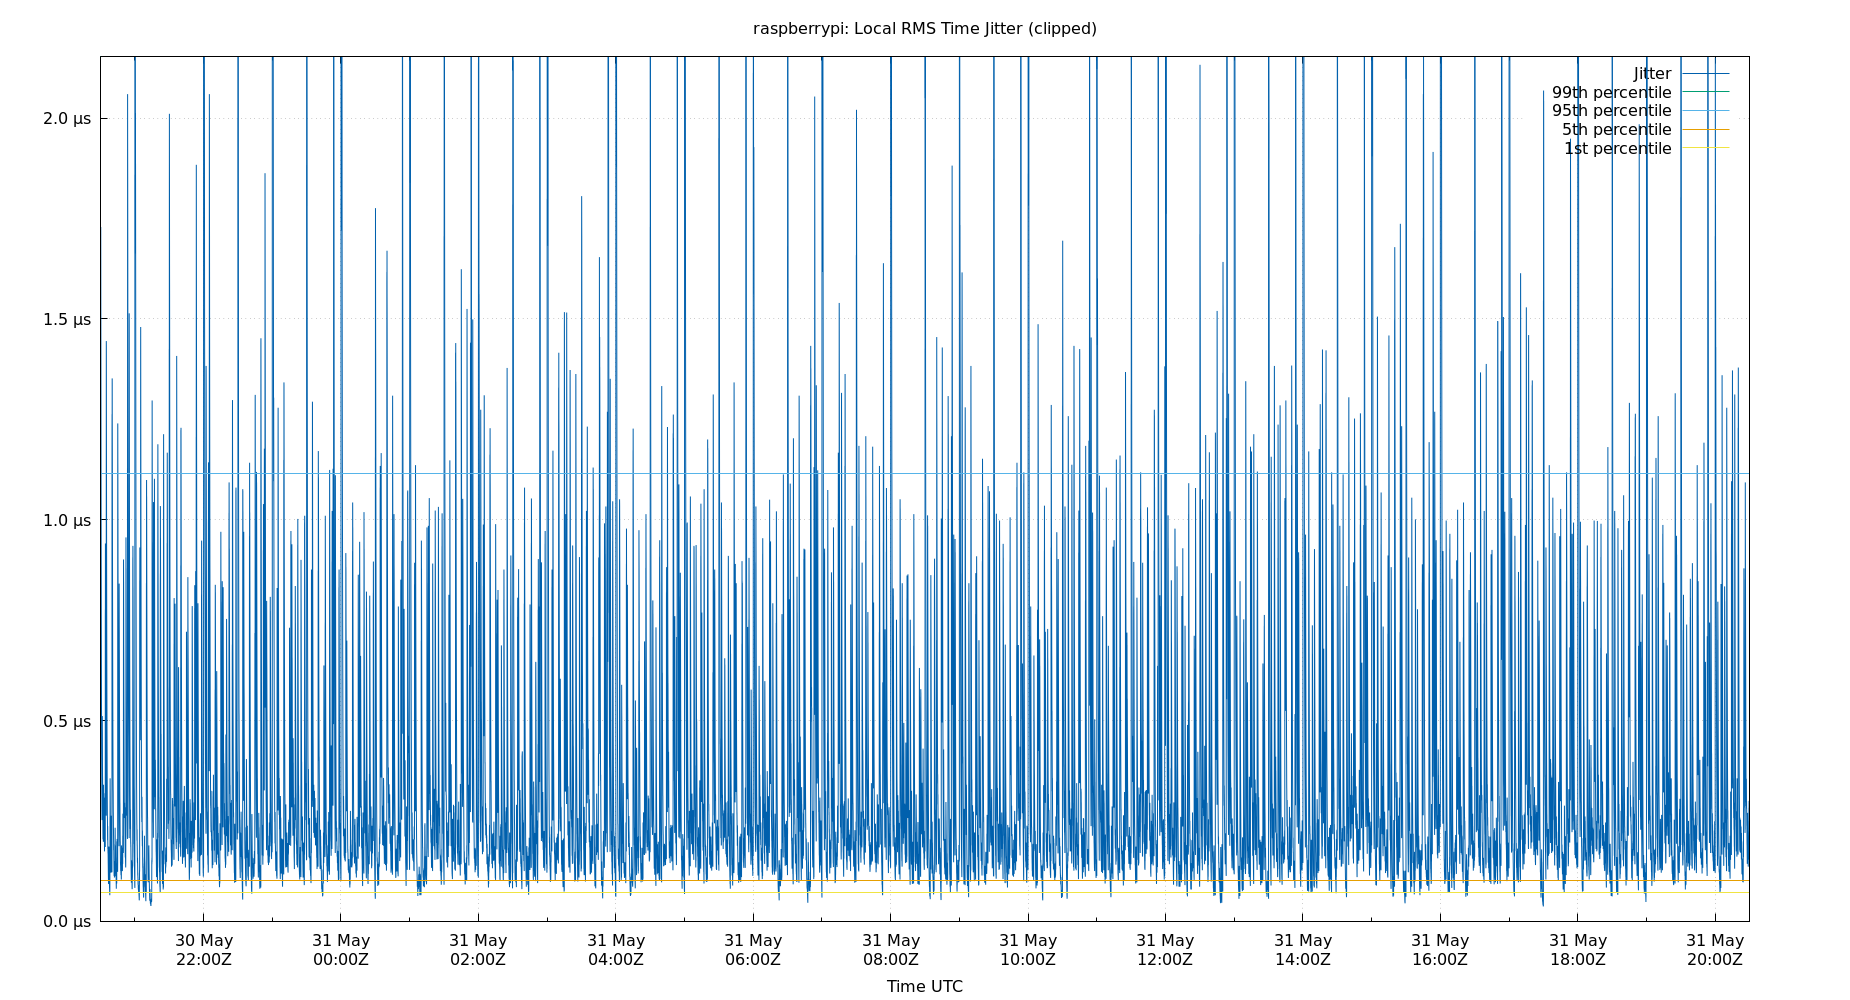 raspberrypi: Local RMS Time Jitter (clipped)
Jitter
99th percentile
95th percentile
5th percentile
1st percentile
2.0 µs
1.5 µs
1.0 µs
0.5 µs
0.0 µs
30 May 31 May 31 May 31 May 31 May 31 May 31 May 31 May 31 May 31 May 31 May 31 May
22:00Z 00:00Z 02:00Z 04:00Z 06:00Z 08:00Z 10:00Z 12:00Z 14:00Z 16:00Z 18:00Z 20:00Z
Time UTC